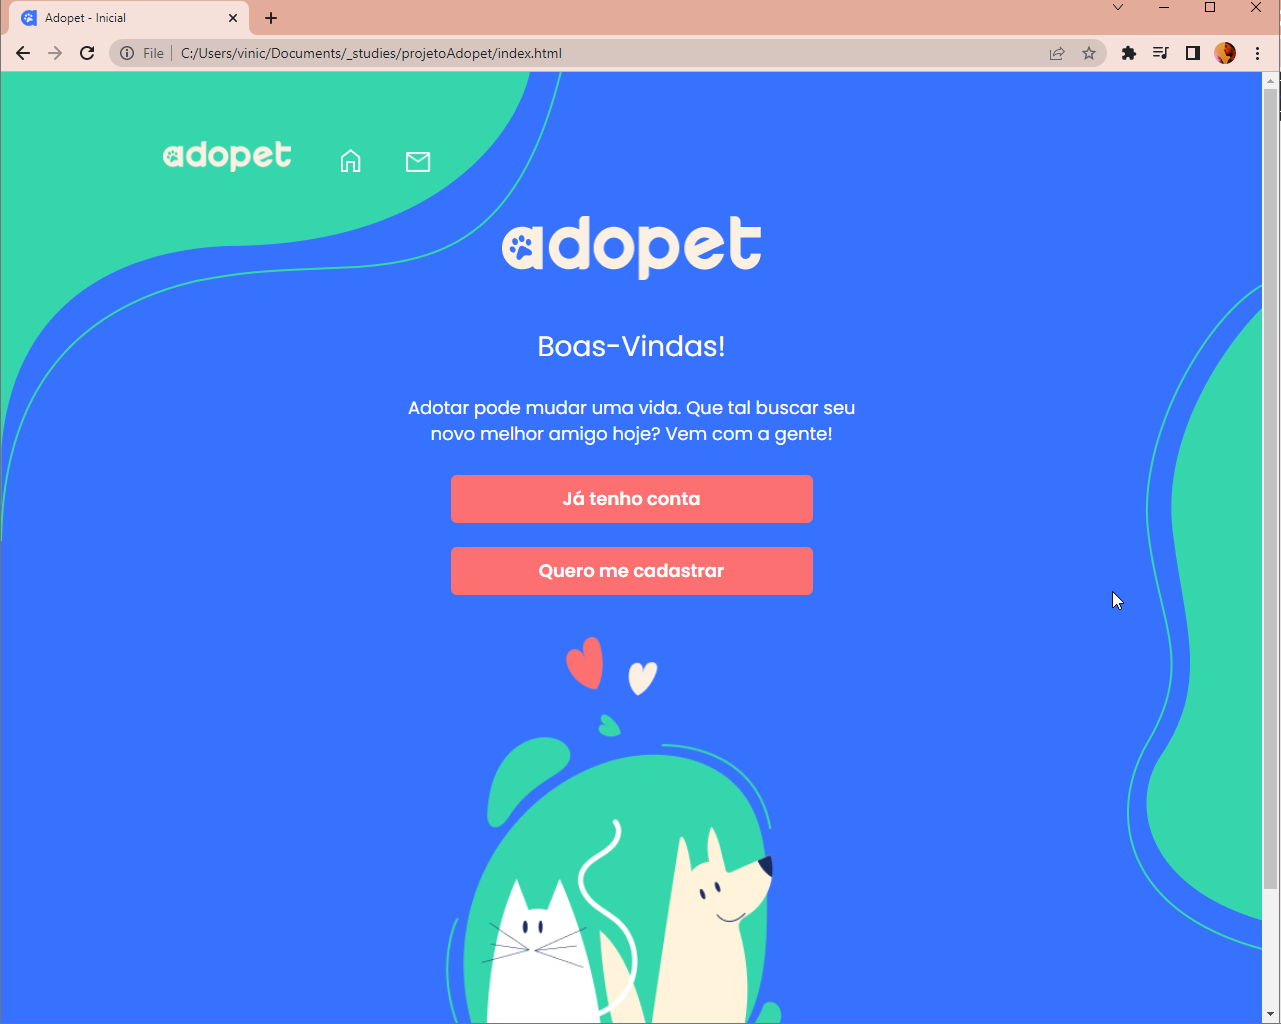 Adopet - Inicial
File
C:/Users/vinic/Documents/_studies/projetoAdopet/index.html
adopet
adopet
Boas-Vindas!
Adotar pode mudar uma vida. Que tal buscar seu
novo melhor amigo hoje? Vem com a gente!
Já tenho conta
Quero me cadastrar